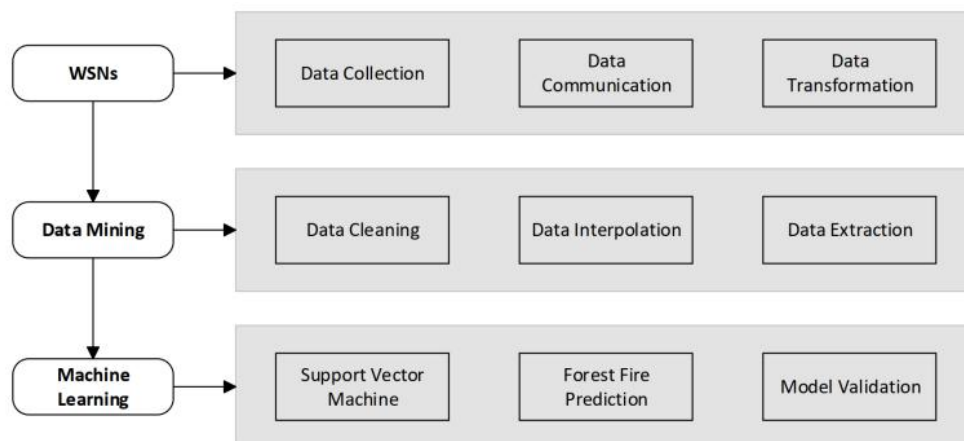 WSNs
Data Collection
Data
Communication
Data
Transformation
Data Mining
Data Cleaning
Data Interpolation
Data Extraction
Machine
Learning
Support Vector
Machine
Forest Fire
Prediction
Model Validation